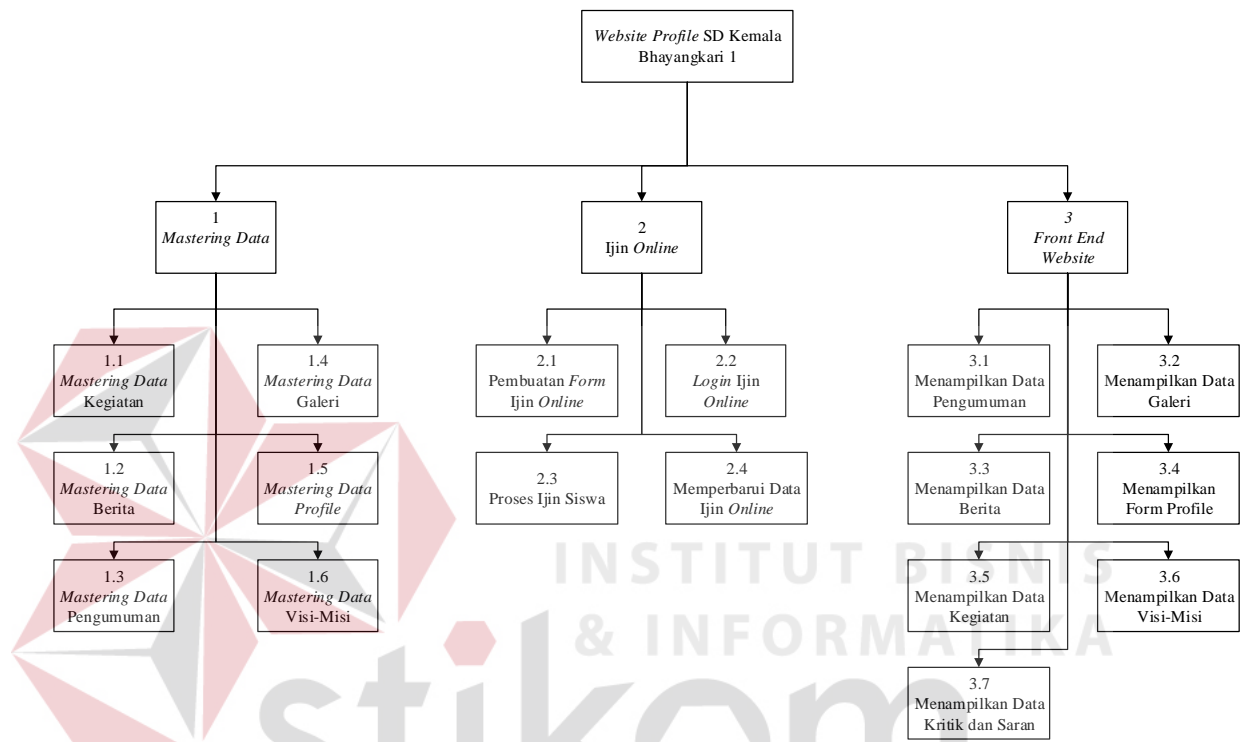 Website Profile SD Kemala
Bhayangkari 1
1
Mastering Data
2
Ijin Online
3
Front End
Website
1.1
Mastering Data
Kegiatan
1.4
Mastering Data
Galeri
1.2
Mastering Data
Berita
1.5
Mastering Data
Profile
1.3
Mastering Data
Pengumuman
1.6
Mastering Data
Visi-Misi
2.1
Pembuatan Form
Ijin Online
2.2
Login Ijin
Online
2.3
Proses Ijin Siswa
2.4
Memperbarui Data
Ijin Online
3.1
Menampilkan Data
Pengumuman
3.2
Menampilkan Data
Galeri
3.3
Menampilkan Data
Berita
3.4
Menampilkan
Form Profile
3.5
Menampilkan Data
Kegiatan
3.6
Menampilkan Data
Visi-Misi
3.7
Menampilkan Data
Kritik dan Saran
INSTITUT BISNIS
& INFORMATIKA
stikom